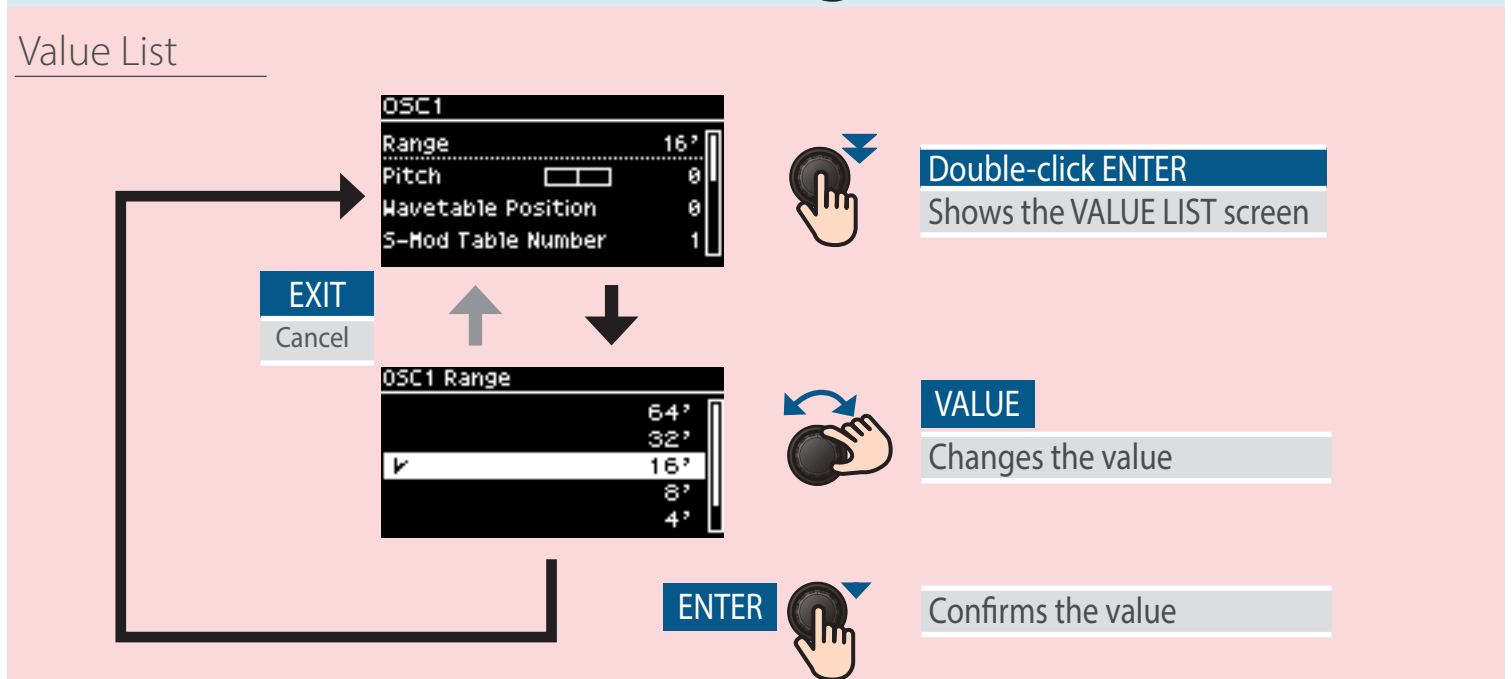 Value List
OSC1
Range 16'
Pitch 0
Wavetable Position 0
S-Mod Table Number 1
Double-click ENTER
Shows the VALUE LIST screen
EXIT
Cancel
OSC1 Range
64'
32'
16'
8'
4'
VALUE
Changes the value
ENTER
Confirms the value